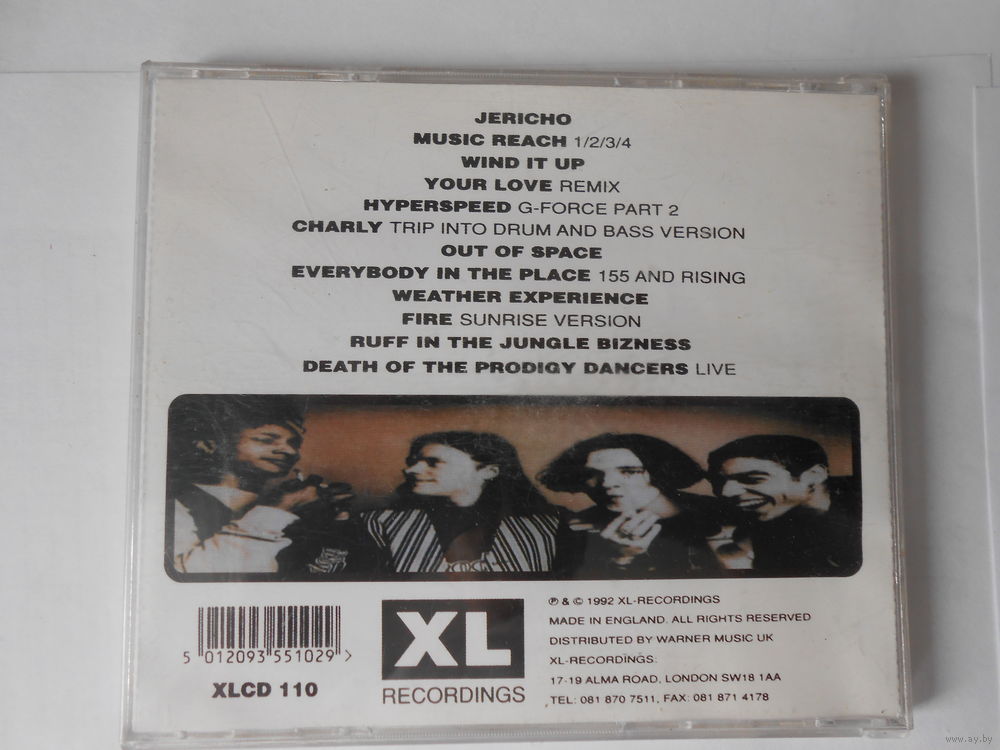 JERICHO
MUSIC REACH 1/2/3/4
WIND IT UP
YOUR LOVE REMIX
HYPERSPEED G-FORCE PART 2
CHARLY TRIP INTO DRUM AND BASS VERSION
OUT OF SPACE
EVERYBODY IN THE PLACE 155 AND RISING
WEATHER EXPERIENCE
FIRE SUNRISE VERSION
RUFF IN THE JUNGLE BIZNESS
DEATH OF THE PRODIGY DANCERS LIVE
5 012093 551029 >
XLCD 110
XL
RECORDINGS
℗ & © 1992 XL-RECORDINGS
MADE IN ENGLAND. ALL RIGHTS RESERVED
DISTRIBUTED BY WARNER MUSIC UK
XL-RECORDINGS:
17-19 ALMA ROAD, LONDON SW18 1AA
TEL: 081 870 7511, FAX: 081 871 4178
www.ay.by